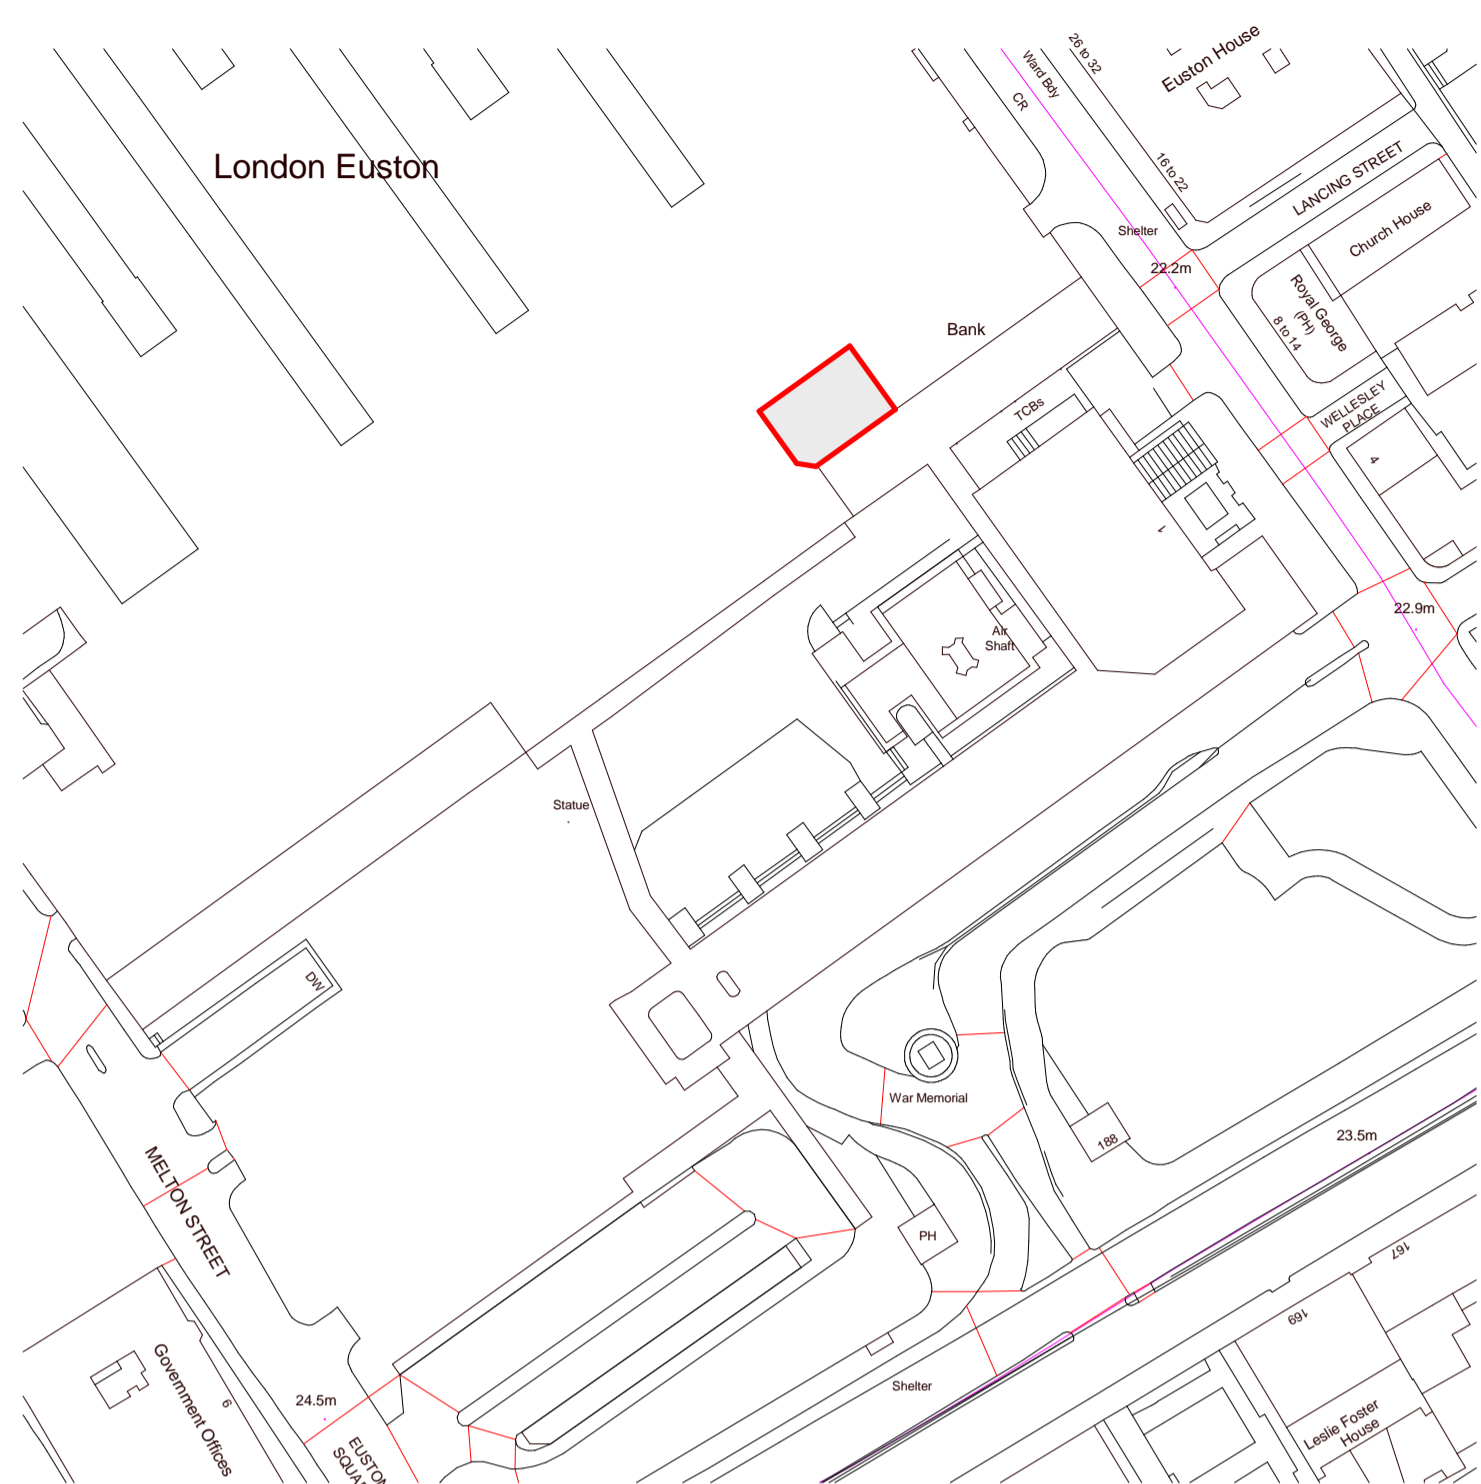 26 to 32
Euston House
Ward Bdy
CR
London Euston
16 to 22
LANCING STREET
Church House
Shelter
22.2m
Royal George
(PH)
8 to 14
Bank
TCBs
WELLESLEY
PLACE
4
1
22.9m
Air
Shaft
Statue
DW
War Memorial
188
23.5m
MELTON STREET
PH
167
169
Government Offices
6
24.5m
Shelter
Leslie Foster
House
EUSTON